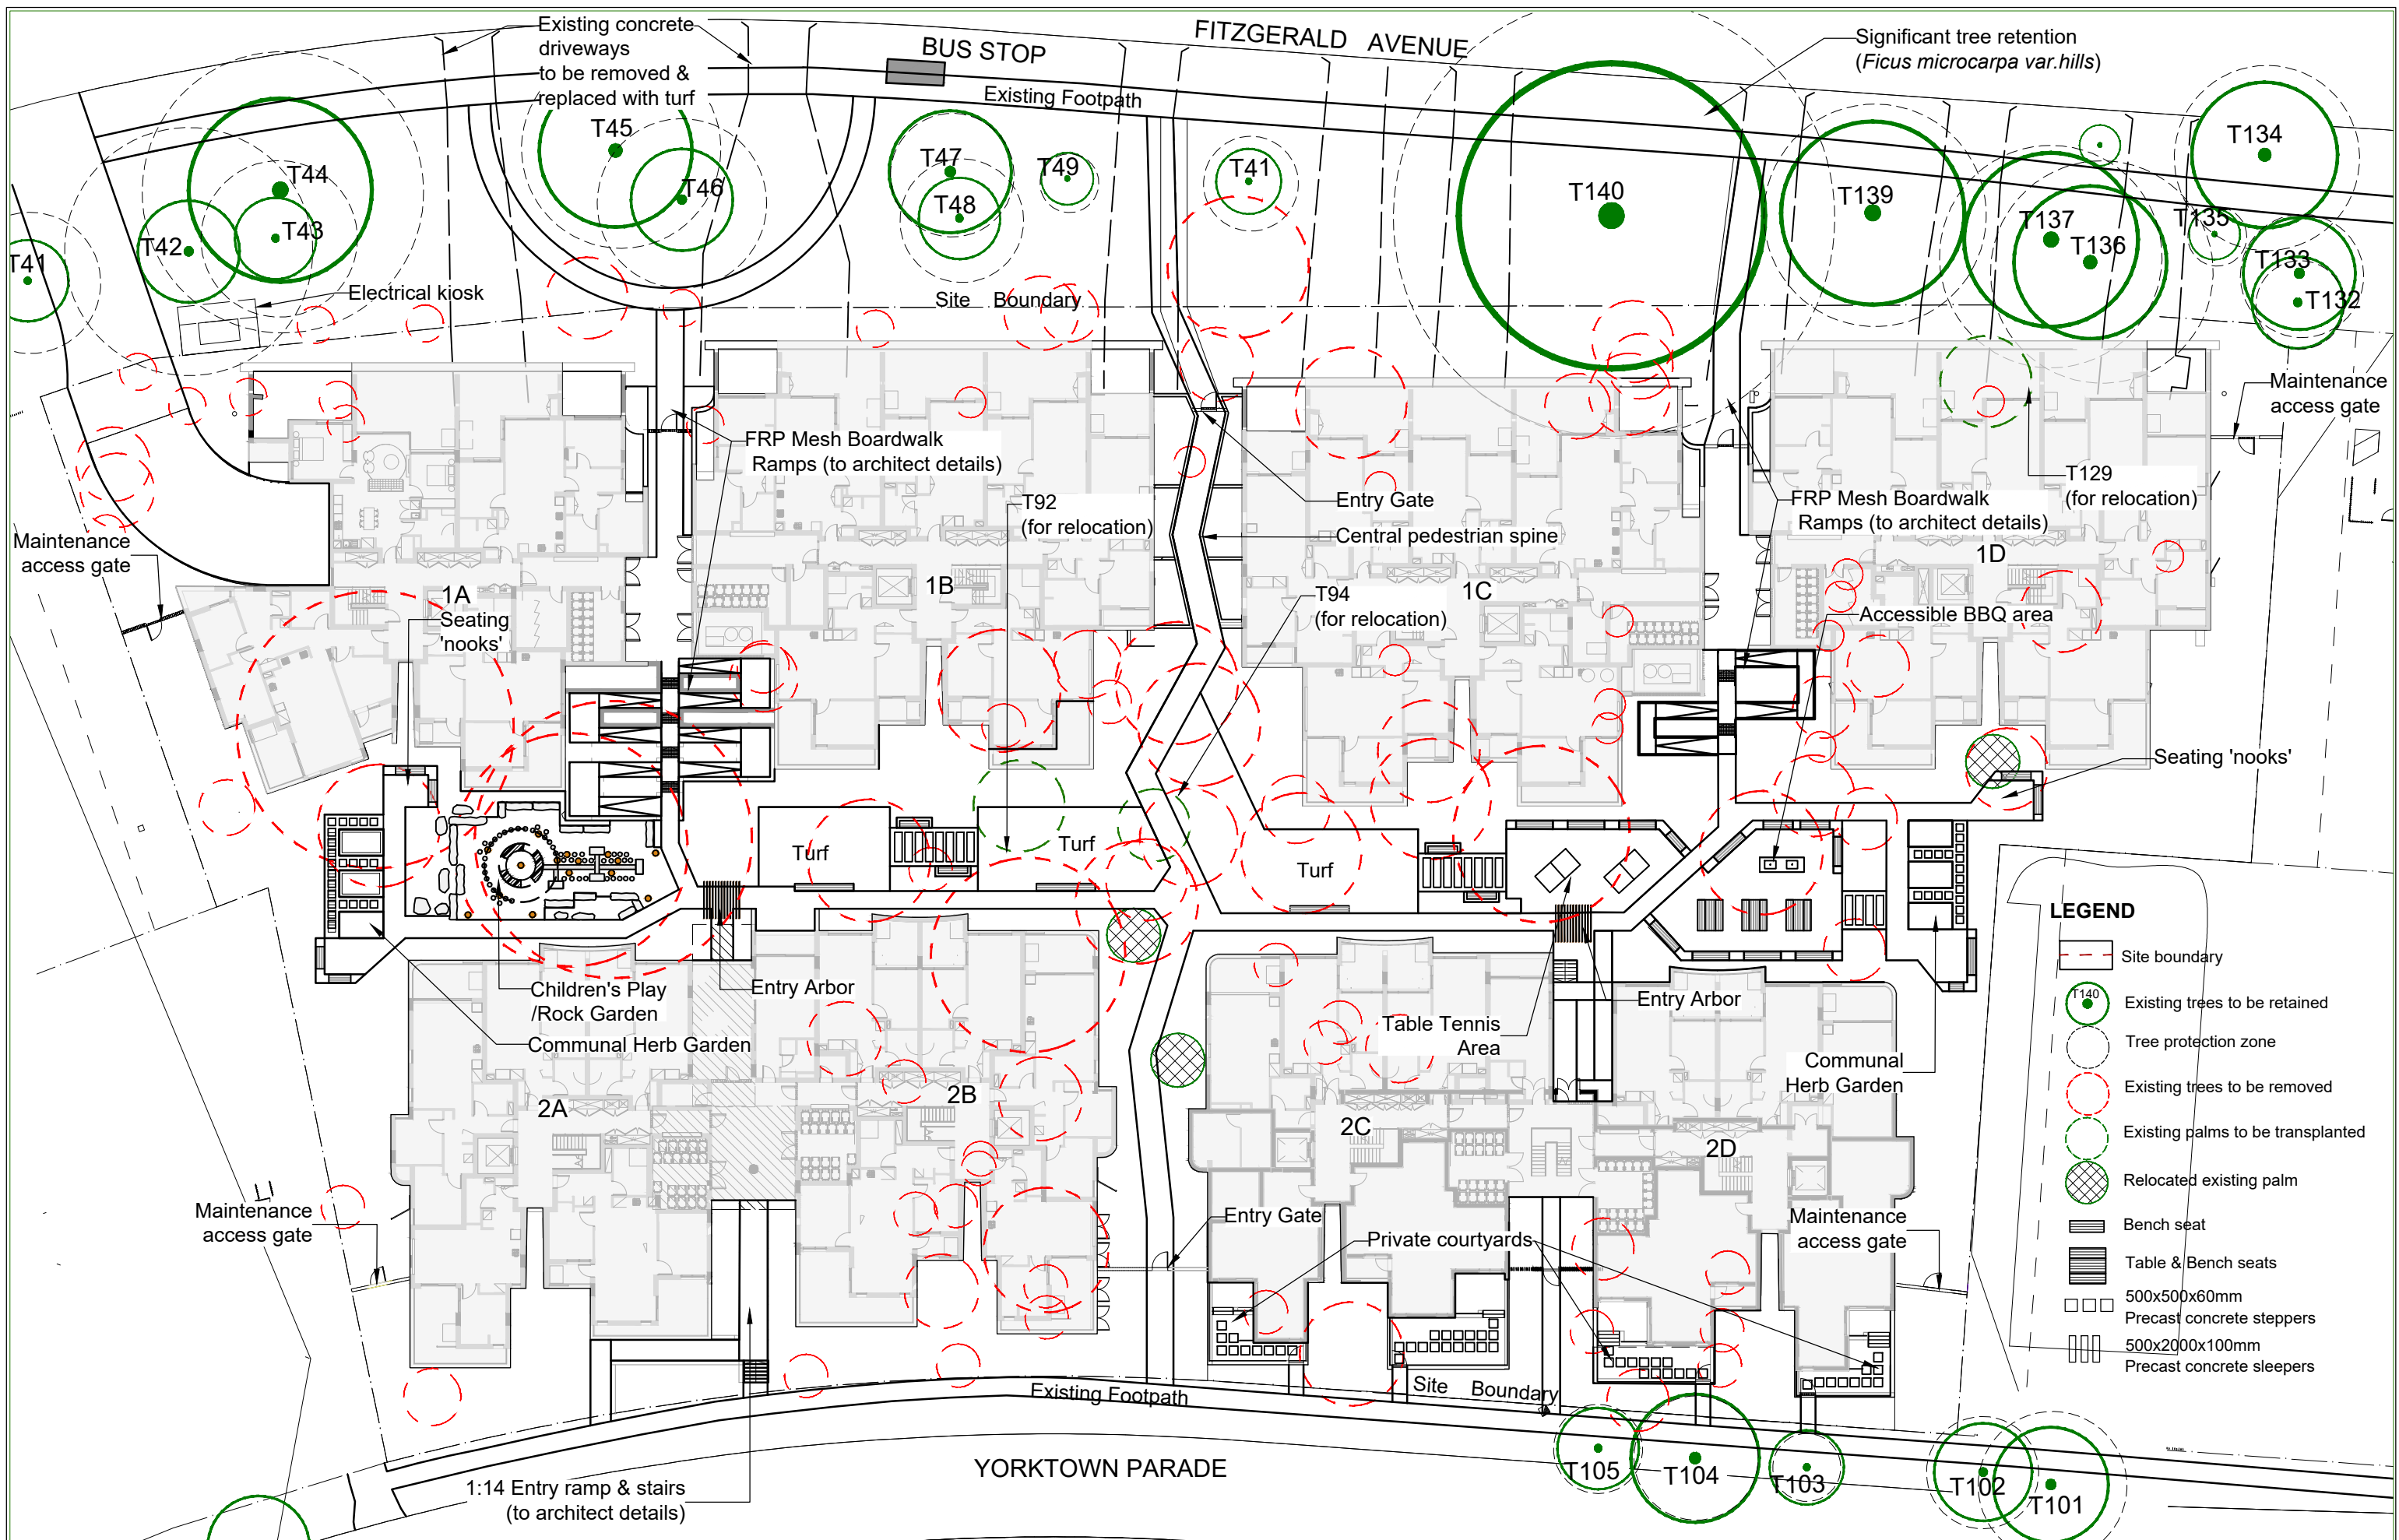 FITZGERALD AVENUE
BUS STOP
Existing Footpath
Existing concrete
driveways
to be removed &
replaced with turf
Significant tree retention
(Ficus microcarpa var.hills)
T41
T42
T43
T44
T45
T46
T47
T48
T49
T41
T140
T139
T137
T136
T135
T134
T133
T132
Electrical kiosk
Site Boundary
Maintenance
access gate
FRP Mesh Boardwalk
Ramps (to architect details)
T92
(for relocation)
Entry Gate
Central pedestrian spine
T129
(for relocation)
FRP Mesh Boardwalk
Ramps (to architect details)
Maintenance
access gate
1A
1B
1C
1D
Seating
'nooks'
T94
(for relocation)
Accessible BBQ area
Seating 'nooks'
Turf
Turf
Turf
Children's Play
/Rock Garden
Communal Herb Garden
Entry Arbor
Table Tennis
Area
Entry Arbor
Communal
Herb Garden
2A
2B
2C
2D
Maintenance
access gate
Entry Gate
Private courtyards
Maintenance
access gate
LEGEND
Site boundary
T140
Existing trees to be retained
Tree protection zone
Existing trees to be removed
Existing palms to be transplanted
Relocated existing palm
Bench seat
Table & Bench seats
500x500x60mm
Precast concrete steppers
500x2000x100mm
Precast concrete sleepers
Existing Footpath
Site Boundary
YORKTOWN PARADE
1:14 Entry ramp & stairs
(to architect details)
T105
T104
T103
T102
T101